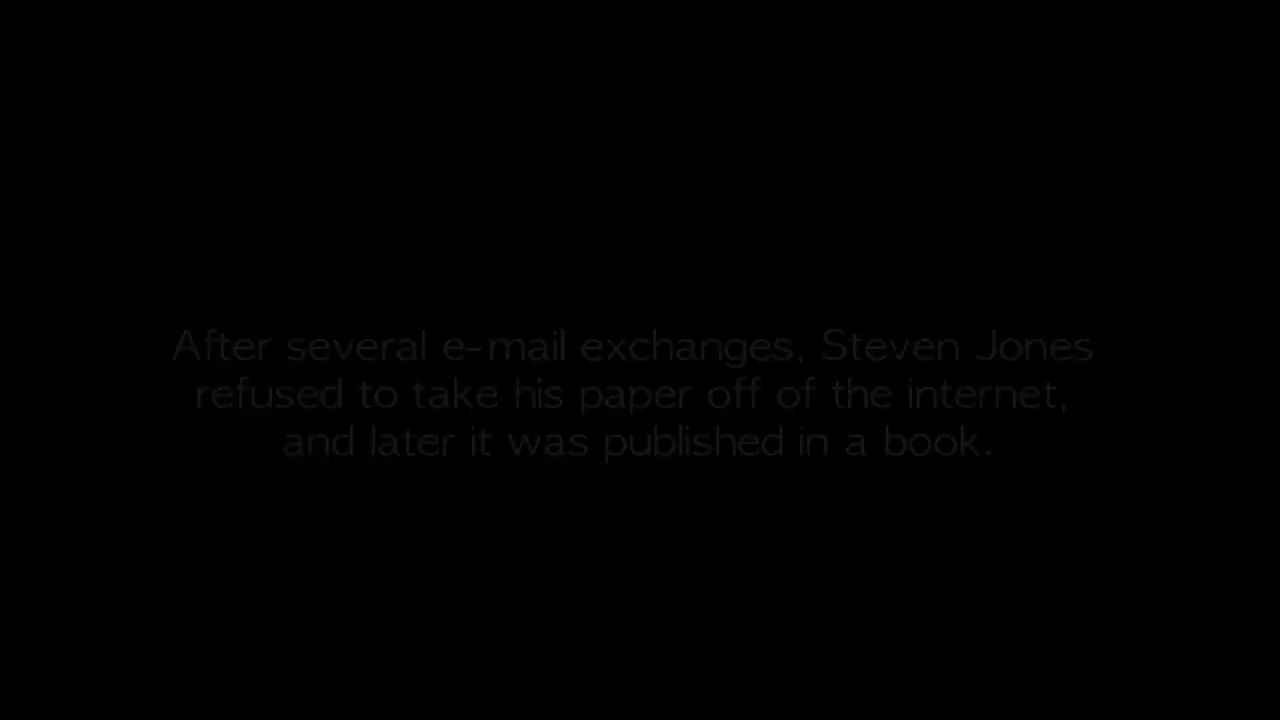 After several e-mail exchanges, Steven Jones
refused to take his paper off of the internet,
and later it was published in a book.